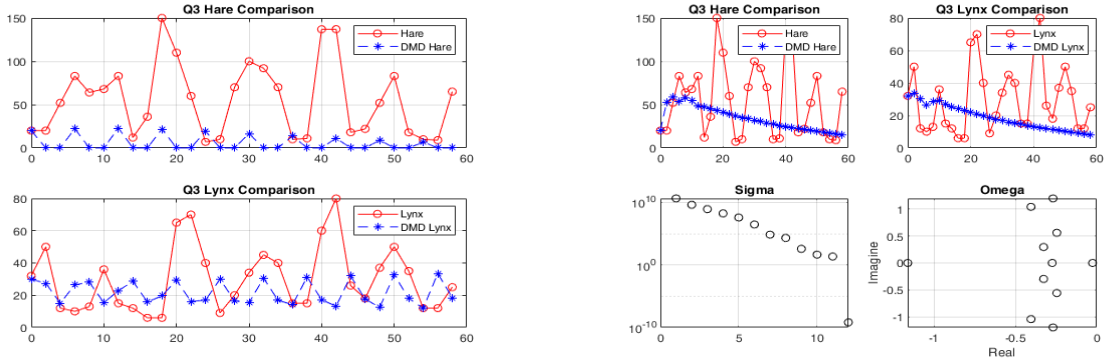 Q3 Hare Comparison
150
100
50
0
Hare
DMD Hare
0 10 20 30 40 50 60
Q3 Lynx Comparison
80
60
40
20
0
Lynx
DMD Lynx
0 10 20 30 40 50 60
Q3 Hare Comparison
150
100
50
0
Hare
DMD Hare
0 20 40 60
Q3 Lynx Comparison
80
60
40
20
0
Lynx
DMD Lynx
0 20 40 60
Sigma
10^10
10^0
10^-10
0 5 10
Omega
Imagine
1
0.5
0
-0.5
-1
-1 -0.5 0
Real